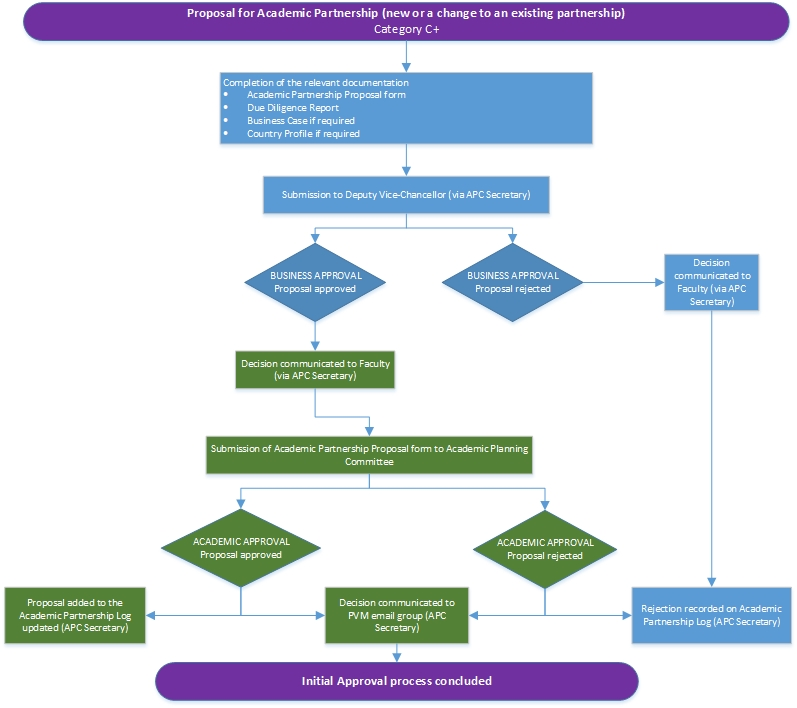 Proposal for Academic Partnership (new or a change to an existing partnership)
Category C+
Completion of the relevant documentation
• Academic Partnership Proposal form
• Due Diligence Report
• Business Case if required
• Country Profile if required
Submission to Deputy Vice-Chancellor (via APC Secretary)
BUSINESS APPROVAL
Proposal approved
BUSINESS APPROVAL
Proposal rejected
Decision
communicated to
Faculty (via APC
Secretary)
Decision communicated to Faculty
(via APC Secretary)
Submission of Academic Partnership Proposal form to Academic Planning
Committee
ACADEMIC APPROVAL
Proposal approved
ACADEMIC APPROVAL
Proposal rejected
Proposal added to the
Academic Partnership Log
updated (APC Secretary)
Decision communicated to
PVM email group (APC
Secretary)
Rejection recorded on Academic
Partnership Log (APC Secretary)
Initial Approval process concluded